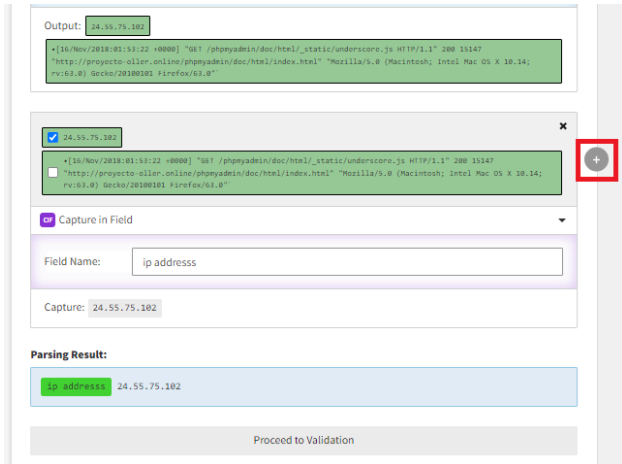 Output: 24.55.75.102
•[16/Nov/2018:01:53:22 +0000] "GET /phpmyadmin/doc/html/_static/underscore.js HTTP/1.1" 200 15147
"http://proyecto-oller.online/phpmyadmin/doc/html/index.html" "Mozilla/5.0 (Macintosh; Intel Mac OS X 10.14;
rv:63.0) Gecko/20100101 Firefox/63.0"`
24.55.75.102
•[16/Nov/2018:01:53:22 +0000] "GET /phpmyadmin/doc/html/_static/underscore.js HTTP/1.1" 200 15147
"http://proyecto-oller.online/phpmyadmin/doc/html/index.html" "Mozilla/5.0 (Macintosh; Intel Mac OS X 10.14;
rv:63.0) Gecko/20100101 Firefox/63.0"`
CIF Capture in Field
Field Name: ip addresss
Capture: 24.55.75.102
Parsing Result:
ip addresss 24.55.75.102
Proceed to Validation